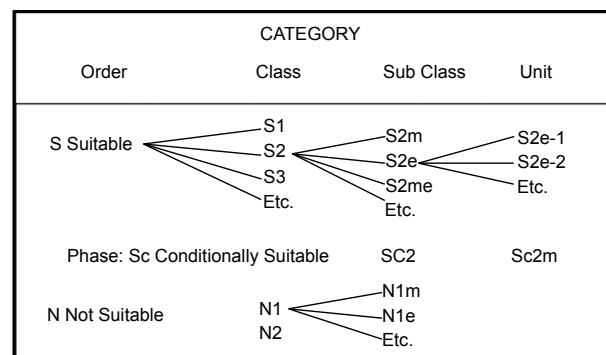 CATEGORY
Order Class Sub Class Unit
S Suitable
S1
S2
S3
Etc.
S2m
S2e
S2me
Etc.
S2e-1
S2e-2
Etc.
Phase: Sc Conditionally Suitable SC2 Sc2m
N Not Suitable
N1
N2
N1m
N1e
Etc.